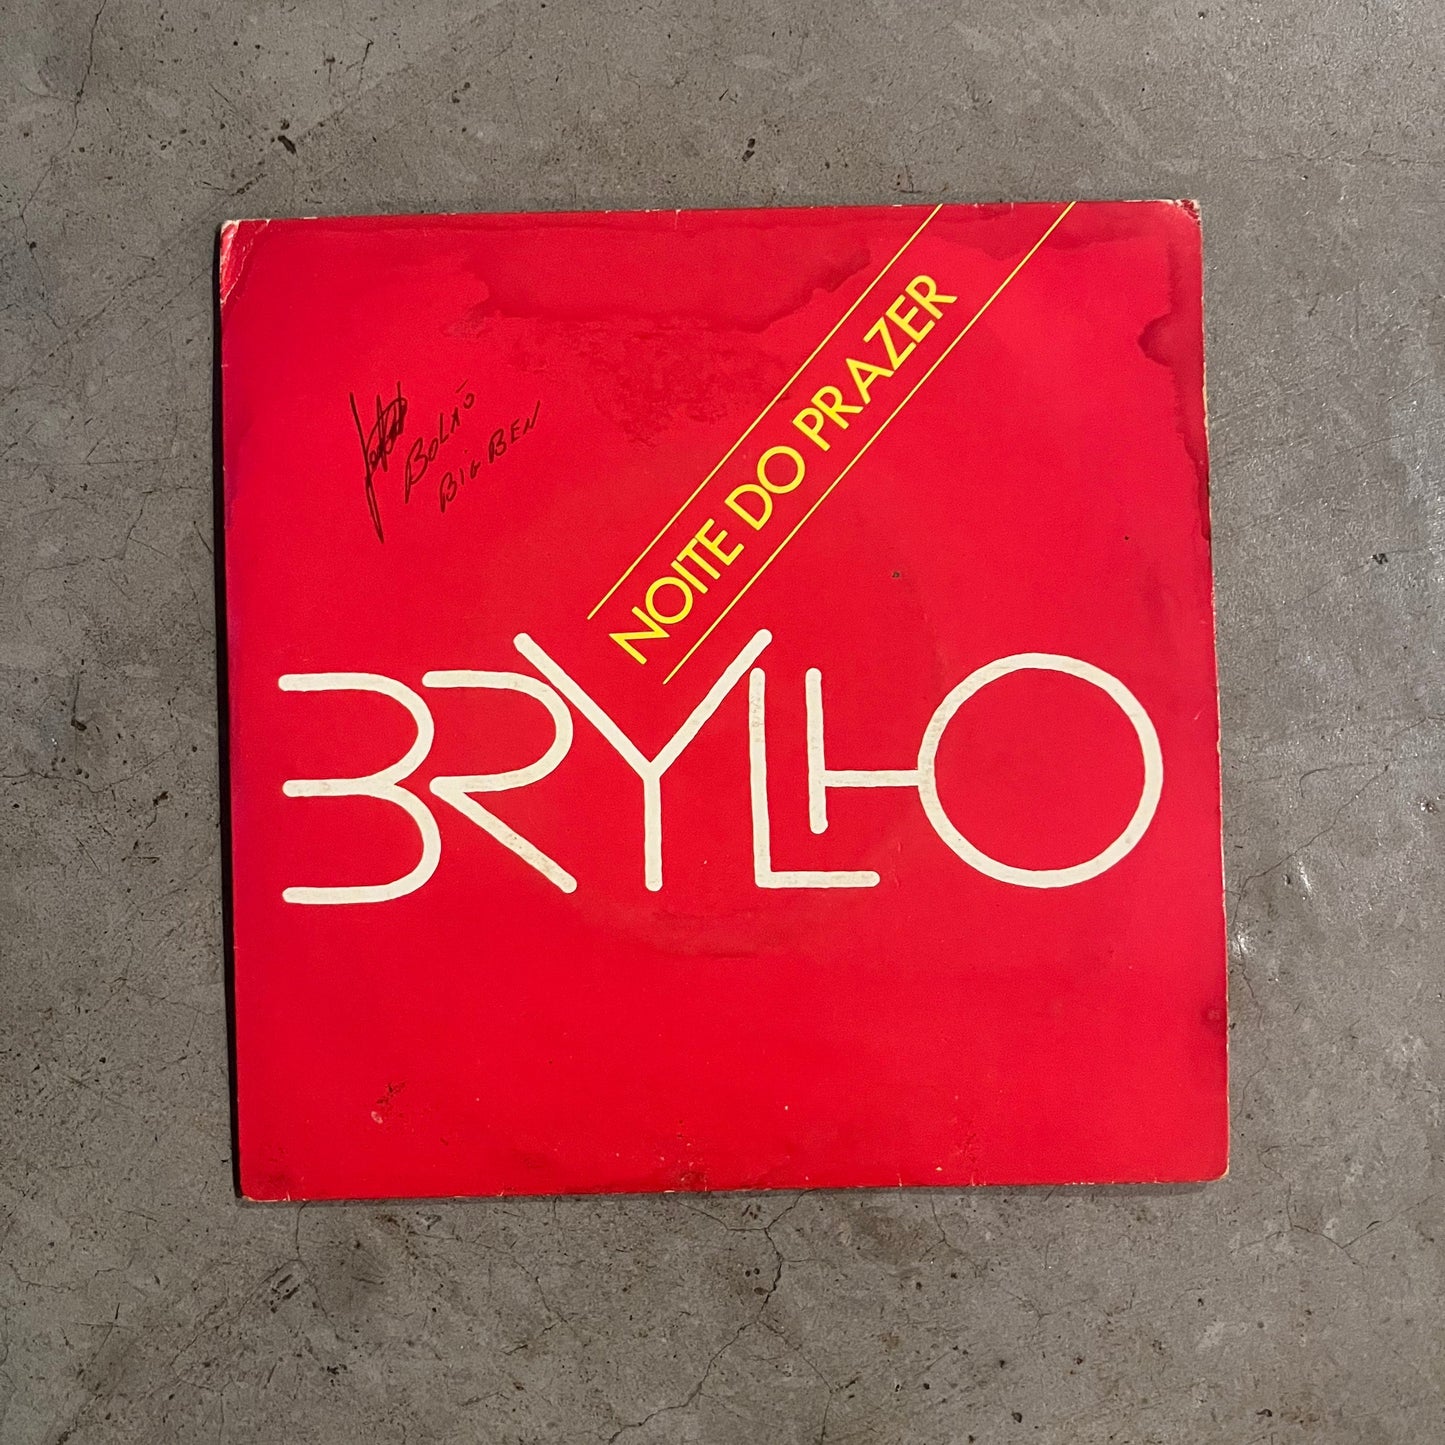 NOITE DO PRAZER
BOLÃO
BIG BEN
BRYLHO